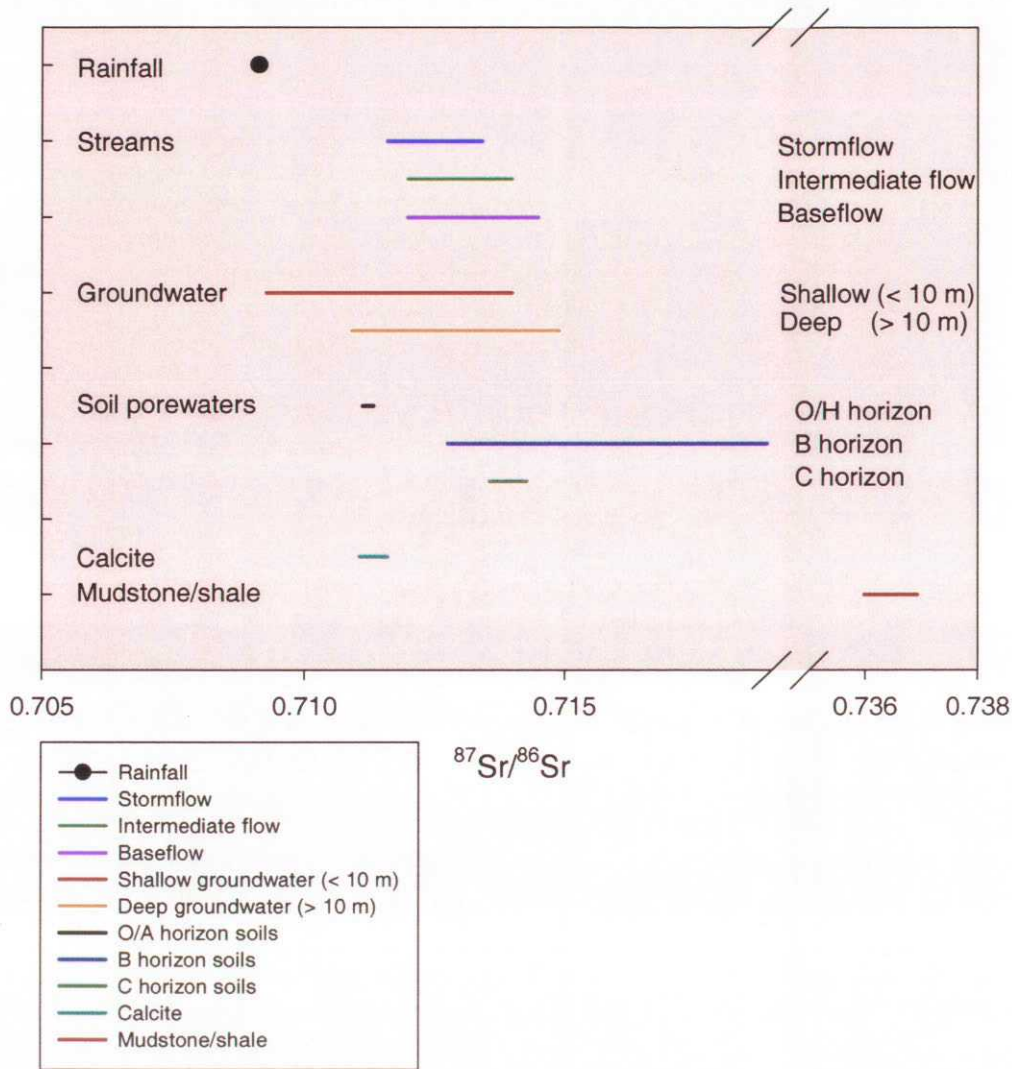 Rainfall
Streams
Stormflow
Intermediate flow
Baseflow
Groundwater
Shallow (< 10 m)
Deep (> 10 m)
Soil porewaters
O/H horizon
B horizon
C horizon
Calcite
Mudstone/shale
0.705 0.710 0.715 0.736 0.738
⁸⁷Sr/⁸⁶Sr
Rainfall
Stormflow
Intermediate flow
Baseflow
Shallow groundwater (< 10 m)
Deep groundwater (> 10 m)
O/A horizon soils
B horizon soils
C horizon soils
Calcite
Mudstone/shale